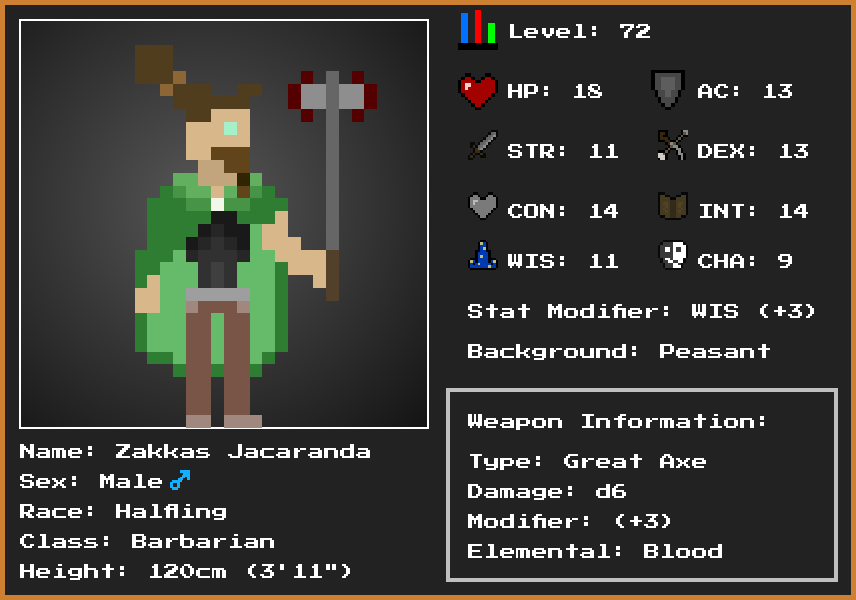 Level: 72
HP: 18 AC: 13
STR: 11 DEX: 13
CON: 14 INT: 14
WIS: 11 CHA: 9
Stat Modifier: WIS (+3)
Background: Peasant
Weapon Information:
Type: Great Axe
Damage: d6
Modifier: (+3)
Elemental: Blood
Name: Zakkas Jacaranda
Sex: Male♂
Race: Halfling
Class: Barbarian
Height: 120cm (3'11")